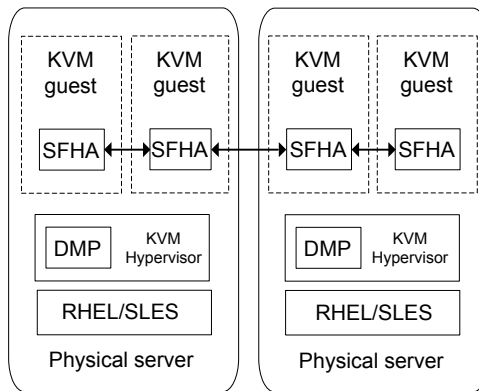 KVM
guest
KVM
guest
SFHA
SFHA
DMP
KVM
Hypervisor
RHEL/SLES
Physical server
KVM
guest
KVM
guest
SFHA
SFHA
DMP
KVM
Hypervisor
RHEL/SLES
Physical server